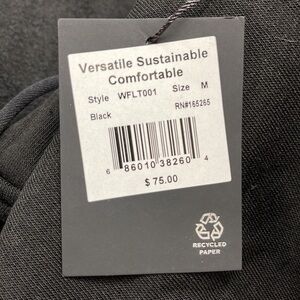 Versatile Sustainable
Comfortable
Style WFLT001 Size M
Black RN#165265
6 86010 38260 4
$ 75.00
RECYCLED
PAPER